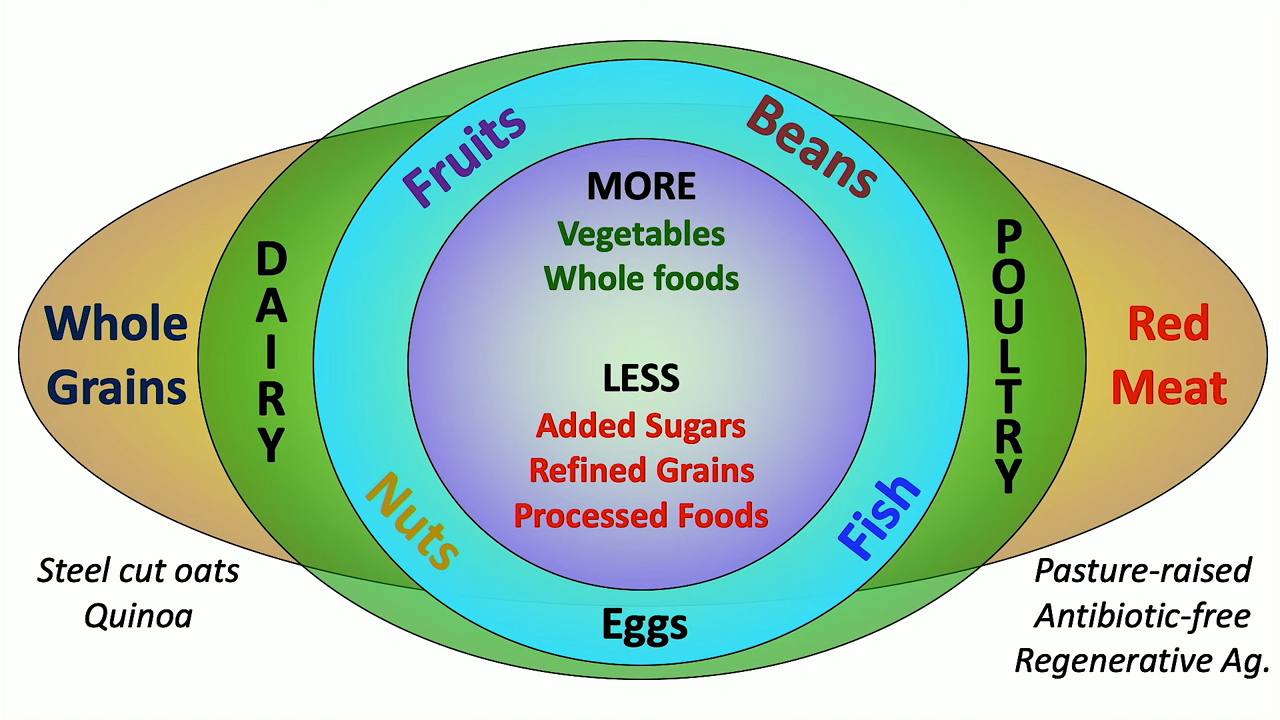 Fruits
Beans
MORE
Vegetables
Whole foods
DAIRY
POULTRY
Whole
Grains
Red
Meat
LESS
Added Sugars
Refined Grains
Processed Foods
Nuts
Fish
Eggs
Steel cut oats
Quinoa
Pasture-raised
Antibiotic-free
Regenerative Ag.